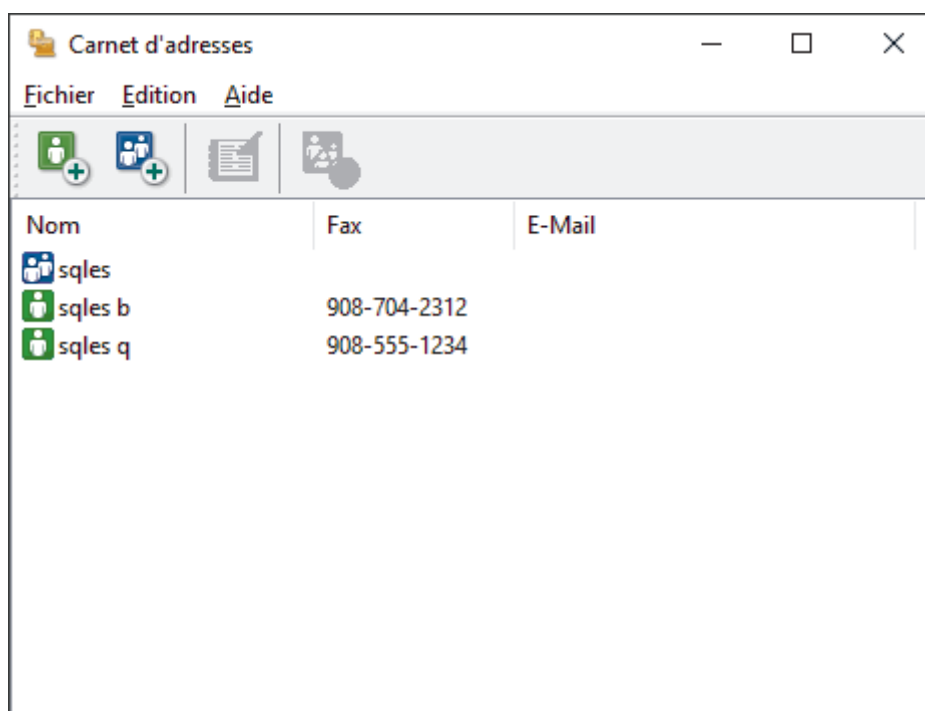 Carnet d'adresses
Fichier Edition Aide
Nom Fax E-Mail
sqles
sqles b 908-704-2312
sqles q 908-555-1234